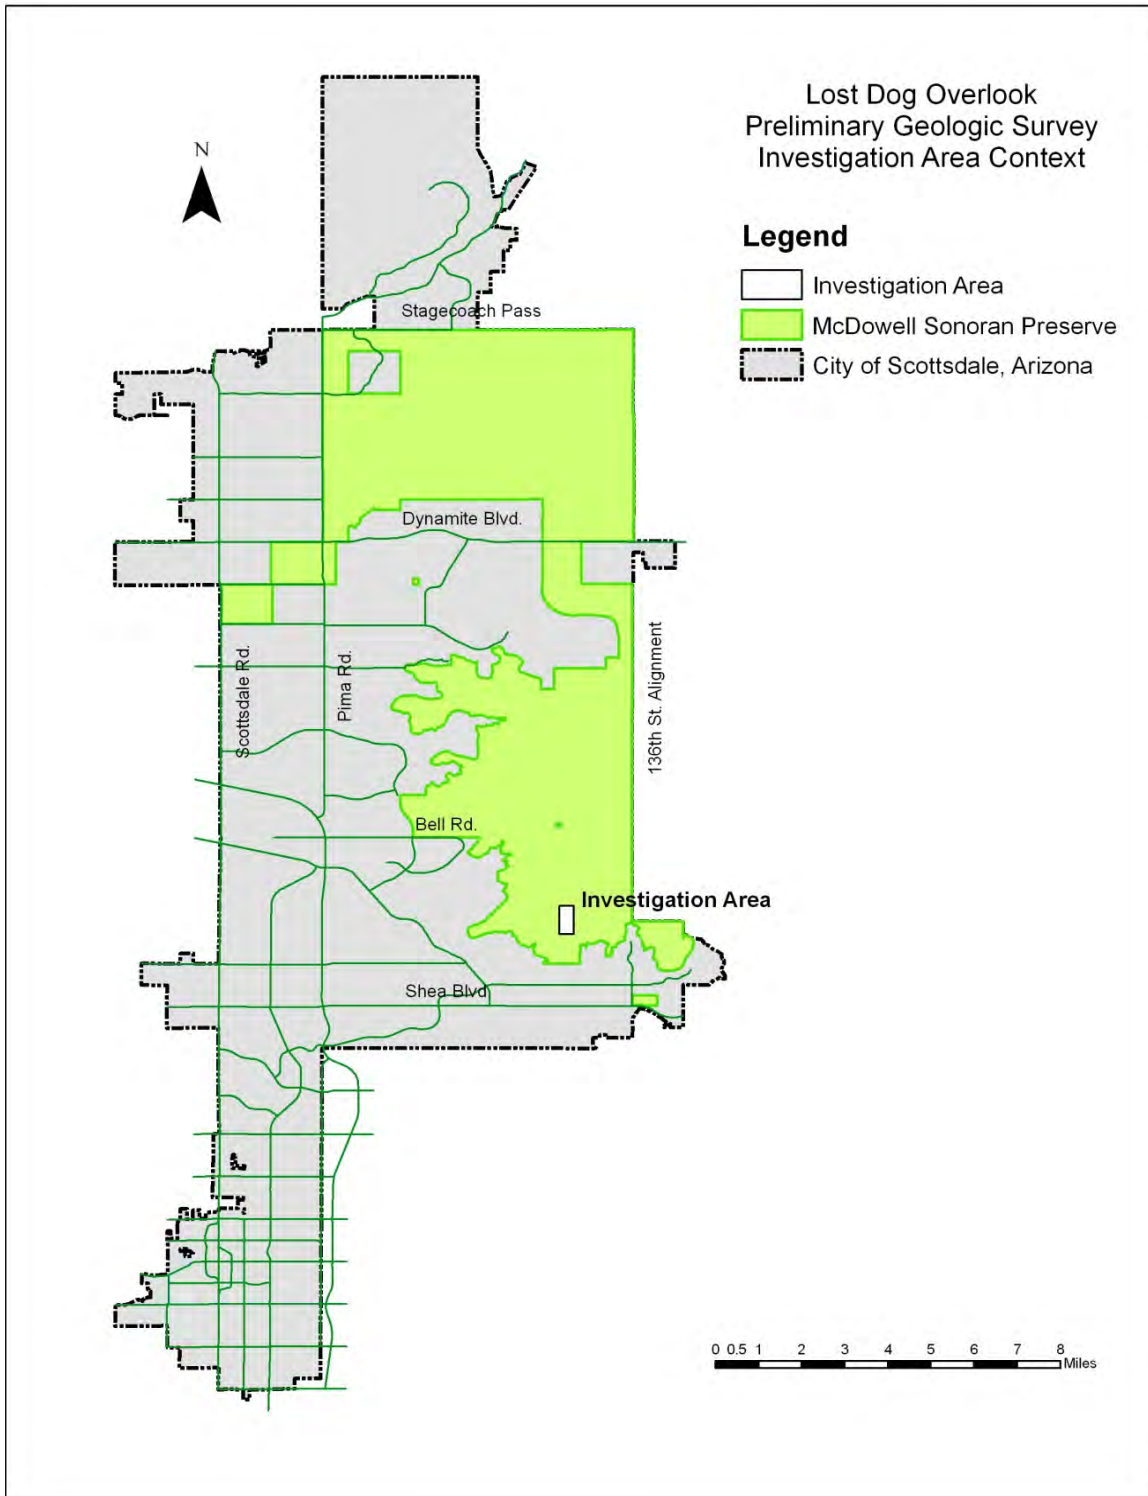 Lost Dog Overlook
Preliminary Geologic Survey
Investigation Area Context
N
Legend
Investigation Area
McDowell Sonoran Preserve
City of Scottsdale, Arizona
Stagecoach Pass
Dynamite Blvd.
Scottsdale Rd.
Pima Rd.
136th St. Alignment
Bell Rd.
Investigation Area
Shea Blvd
0 0.5 1 2 3 4 5 6 7 8
Miles